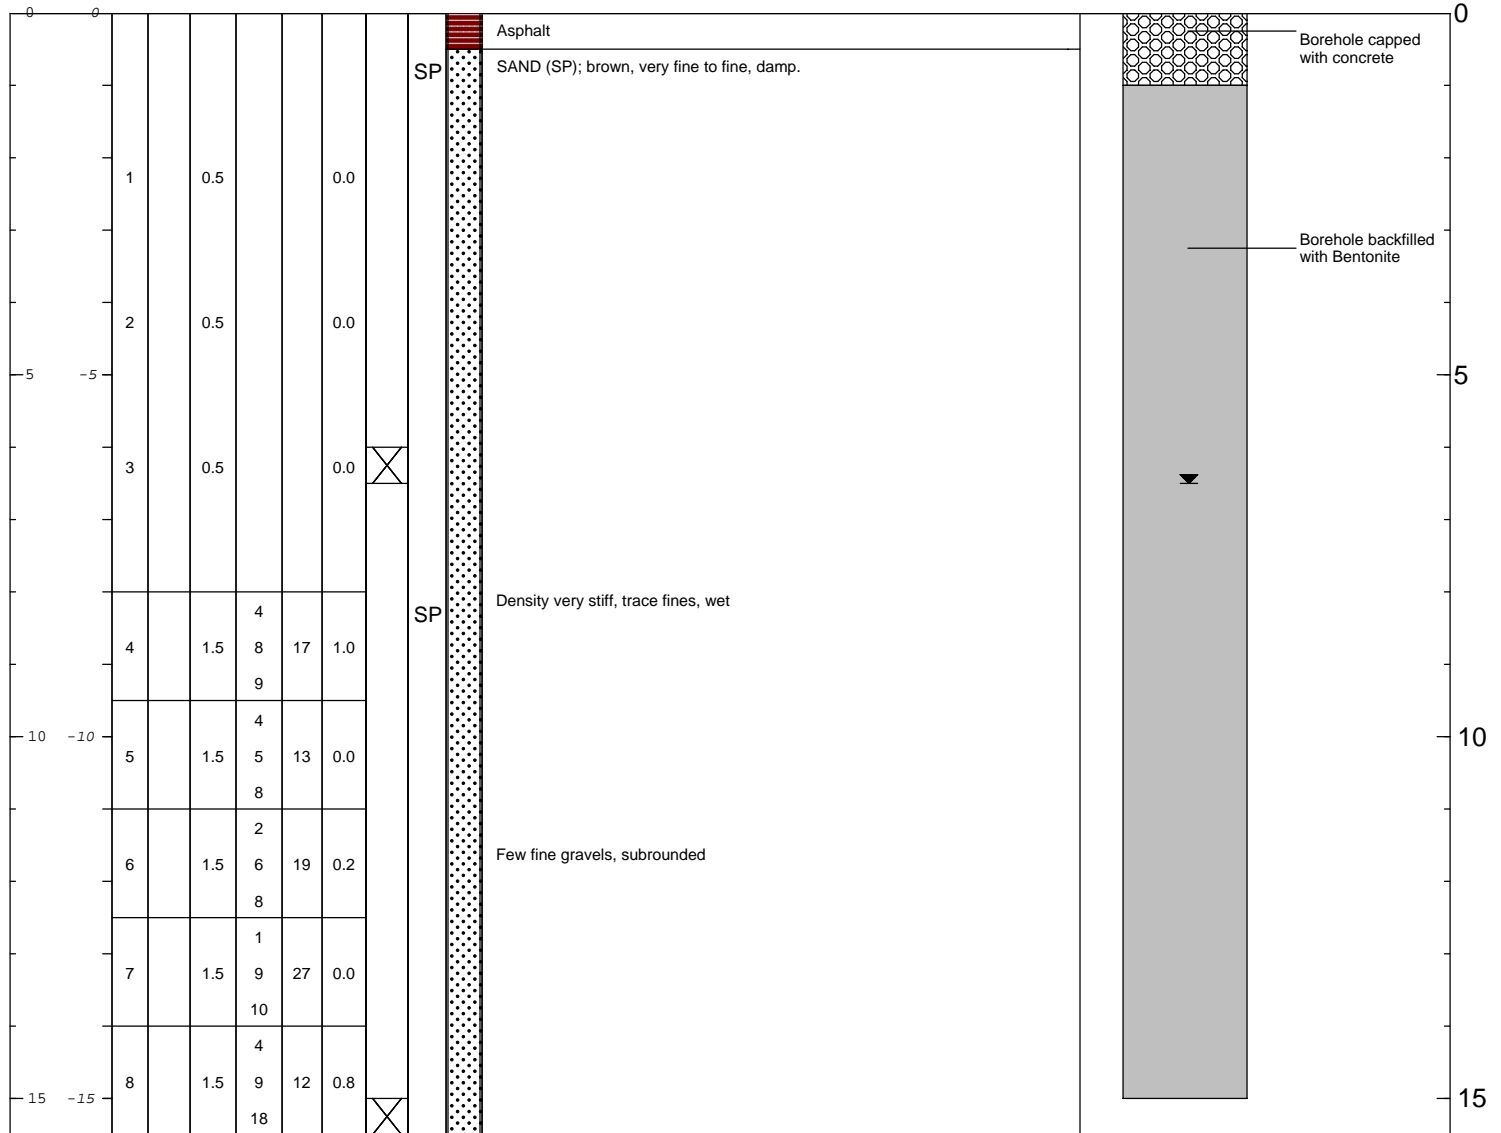 0 0 0
Asphalt
Borehole capped
with concrete
SP SAND (SP); brown, very fine to fine, damp.
1 0.5 0.0
Borehole backfilled
with Bentonite
2 0.5 0.0
5 -5 5
3 0.5 0.0
Density very stiff, trace fines, wet
4
SP
4 1.5 8 17 1.0
9
4
10 -10 10
5 1.5 5 13 0.0
8
2
Few fine gravels, subrounded
6 1.5 6 19 0.2
8
1
7 1.5 9 27 0.0
10
4
8 1.5 9 12 0.8
15 -15 15
18